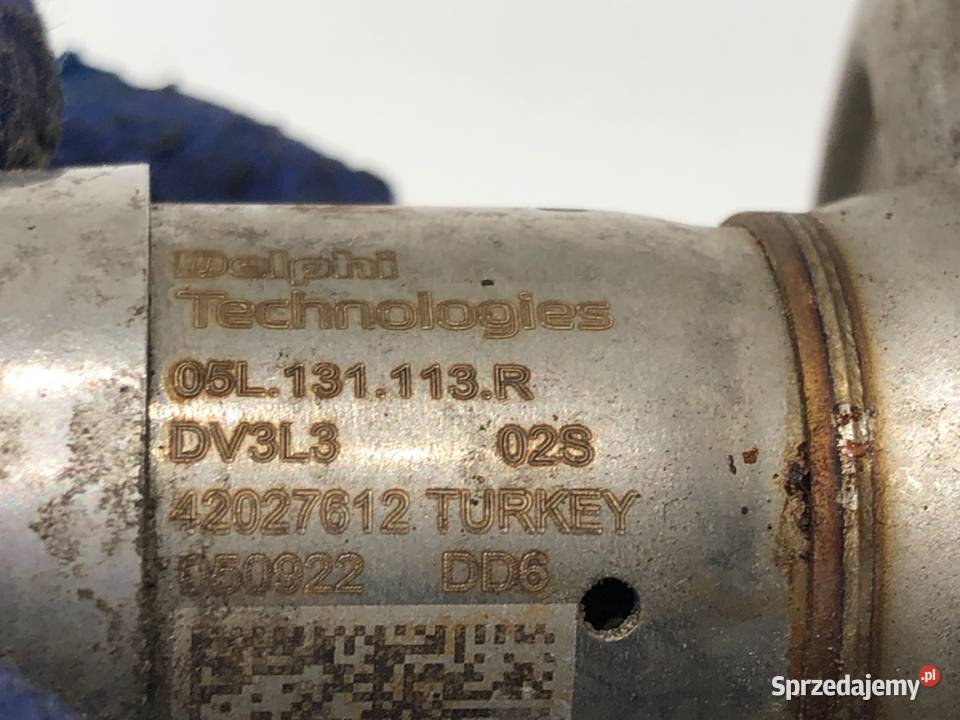 Delphi
Technologies
05L.131.113.R
DV3L3 02S
42027612 TURKEY
050922 DD6
Sprzedajemy.pl